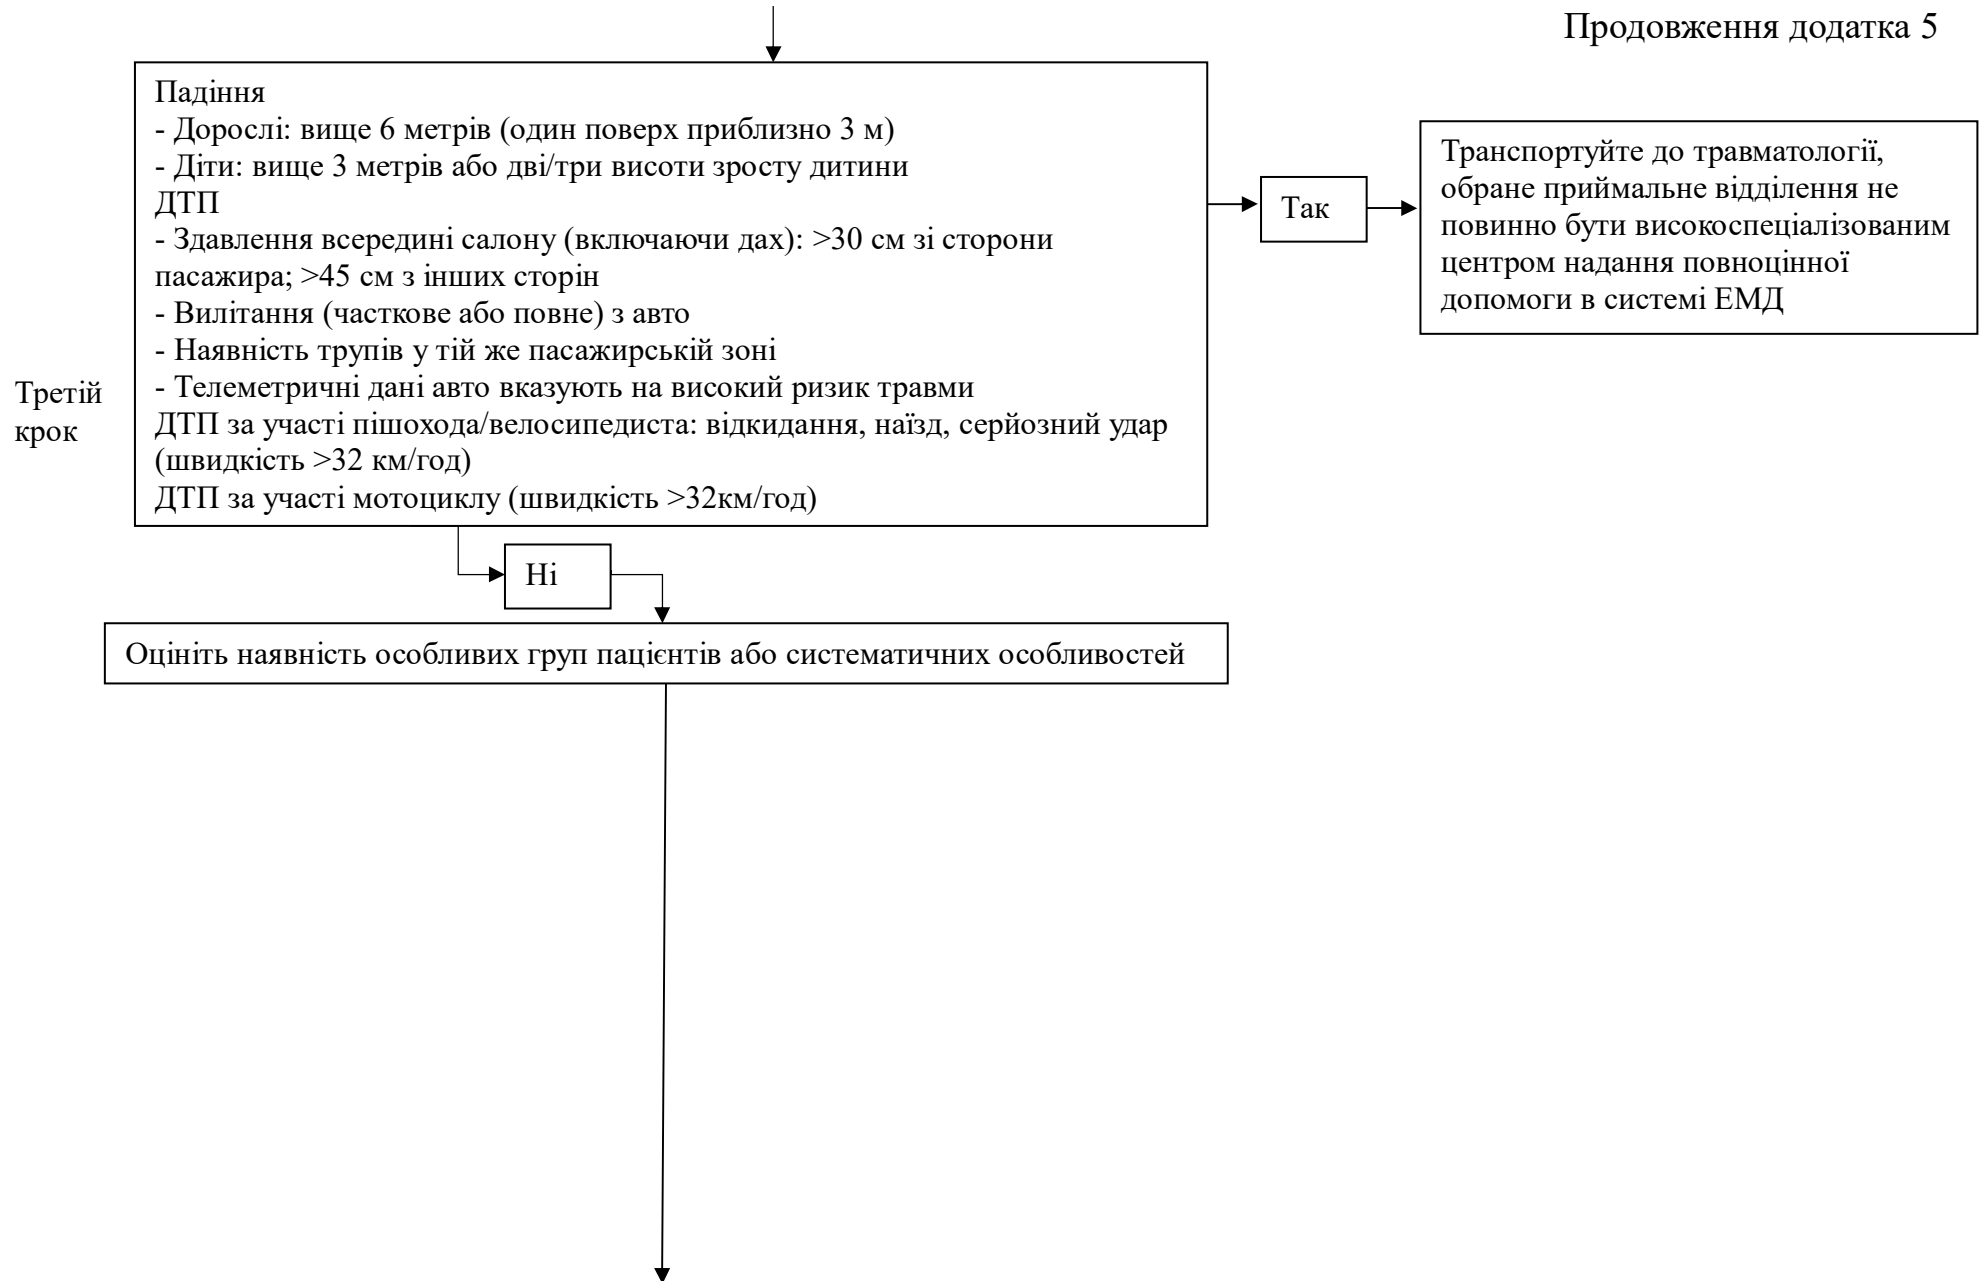 Продовження додатка 5
Падіння
- Дорослі: вище 6 метрів (один поверх приблизно 3 м)
- Діти: вище 3 метрів або дві/три висоти зросту дитини
ДТП
- Здавлення всередині салону (включаючи дах): >30 см зі сторони
пасажира; >45 см з інших сторін
- Вилітання (часткове або повне) з авто
- Наявність трупів у тій же пасажирській зоні
- Телеметричні дані авто вказують на високий ризик травми
ДТП за участі пішохода/велосипедиста: відкидання, наїзд, серйозний удар
(швидкість >32 км/год)
ДТП за участі мотоциклу (швидкість >32км/год)
Так
Транспортуйте до травматології,
обране приймальне відділення не
повинно бути високоспеціалізованим
центром надання повноцінної
допомоги в системі ЕМД
Третій
крок
Ні
Оцініть наявність особливих груп пацієнтів або систематичних особливостей